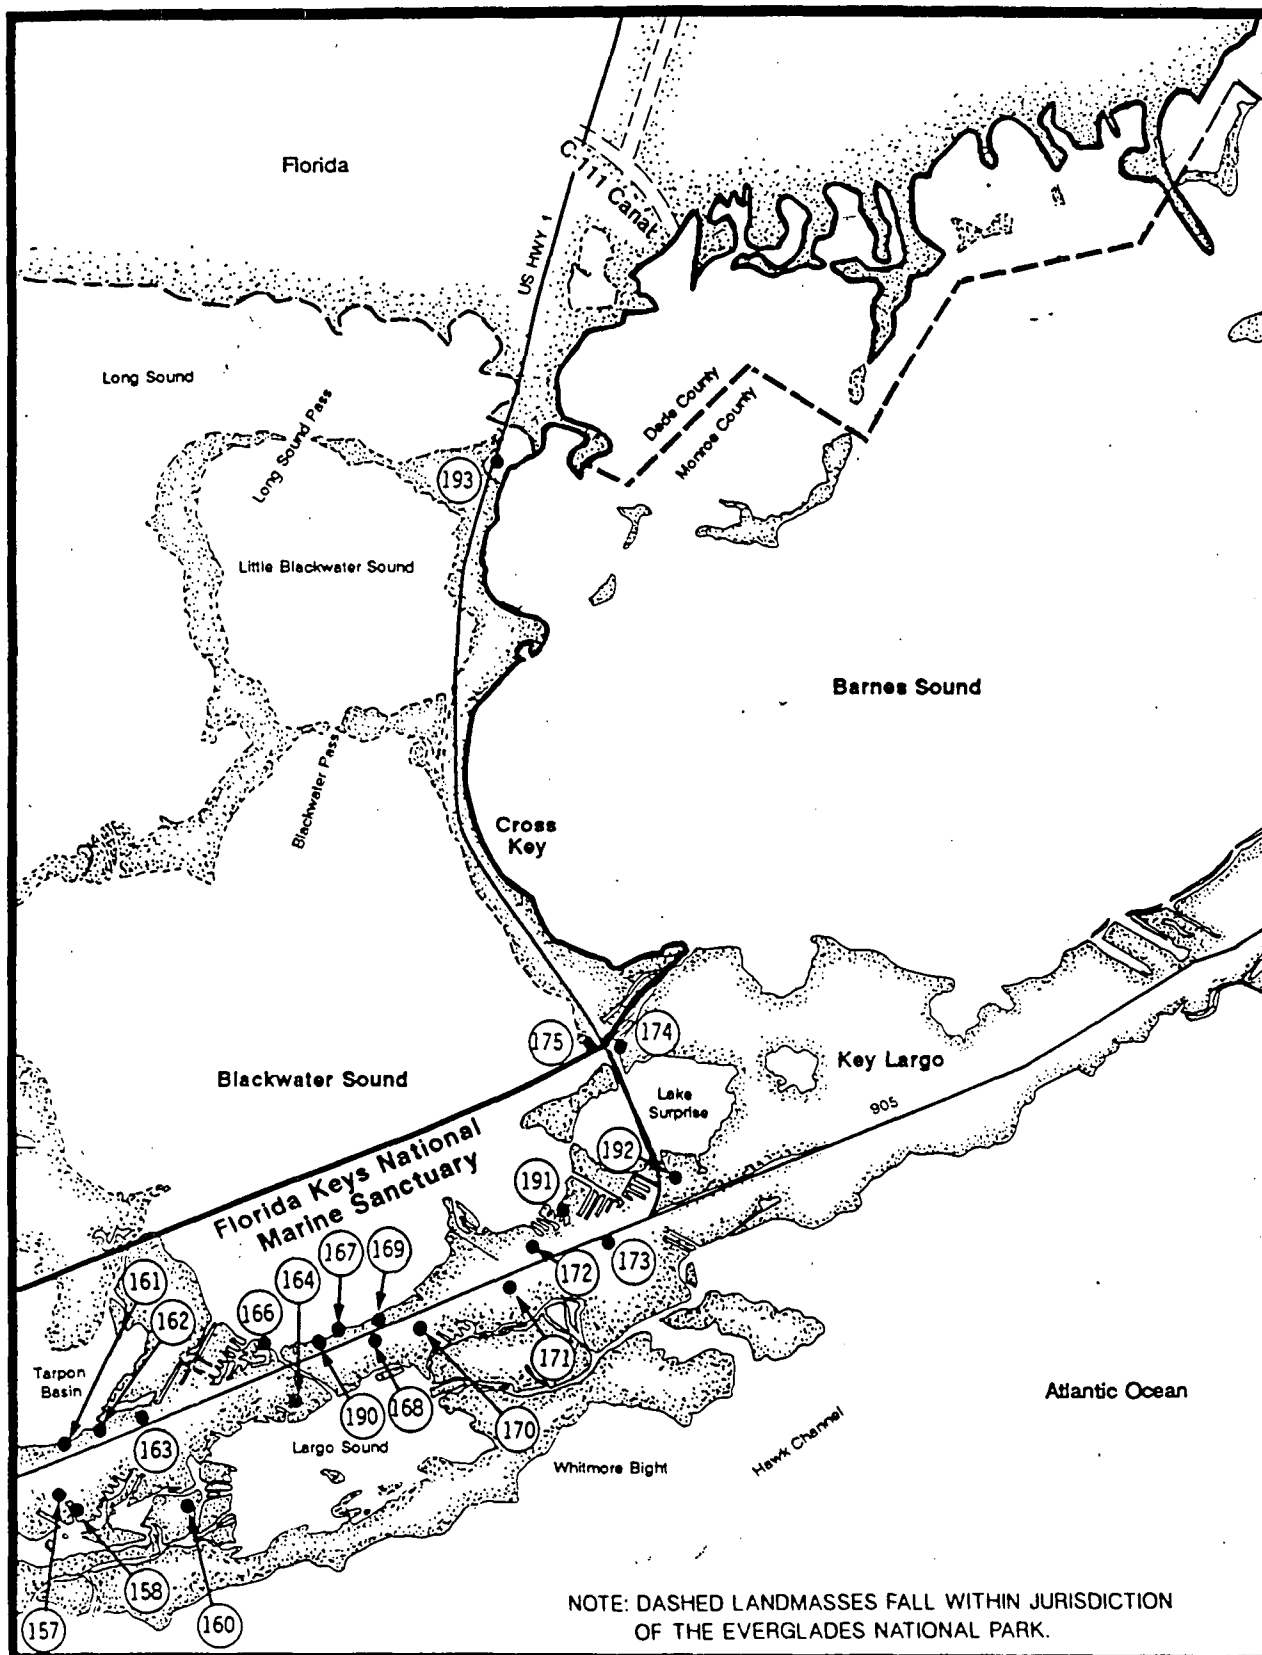 Florida
C-111 Canal
US HWY 1
Long Sound
Long Sound Pass
Dade County
Monroe County
193
Little Blackwater Sound
Barnes Sound
Blackwater Pass
Cross
Key
175
174
Key Largo
Blackwater Sound
Lake
Surprise
905
Florida Keys National
Marine Sanctuary
192
191
167
169
164
161
162
166
172
173
Tarpon
Basin
171
Atlantic Ocean
190
168
170
163
Largo Sound
Whitmore Bight
Hawk Channel
158
157
160
NOTE: DASHED LANDMASSES FALL WITHIN JURISDICTION
OF THE EVERGLADES NATIONAL PARK.